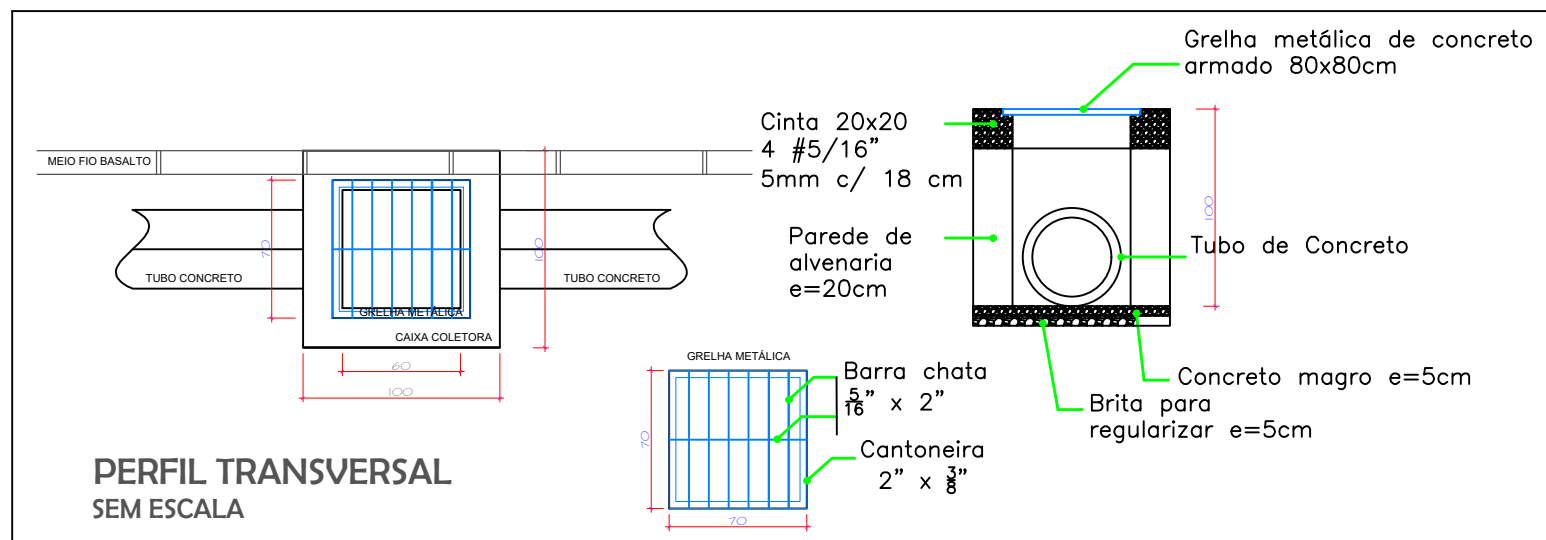 Grelha metálica de concreto
armado 80x80cm
Cinta 20x20
4 #5/16"
5mm c/ 18 cm
MEIO FIO BASALTO
70
100
100
Parede de
alvenaria
e=20cm
Tubo de Concreto
TUBO CONCRETO
TUBO CONCRETO
GRELHA METÁLICA
CAIXA COLETORA
60
100
GRELHA METÁLICA
Barra chata
5/16" x 2"
Concreto magro e=5cm
Brita para
regularizar e=5cm
70
Cantoneira
2" x 3/8"
70
PERFIL TRANSVERSAL
SEM ESCALA